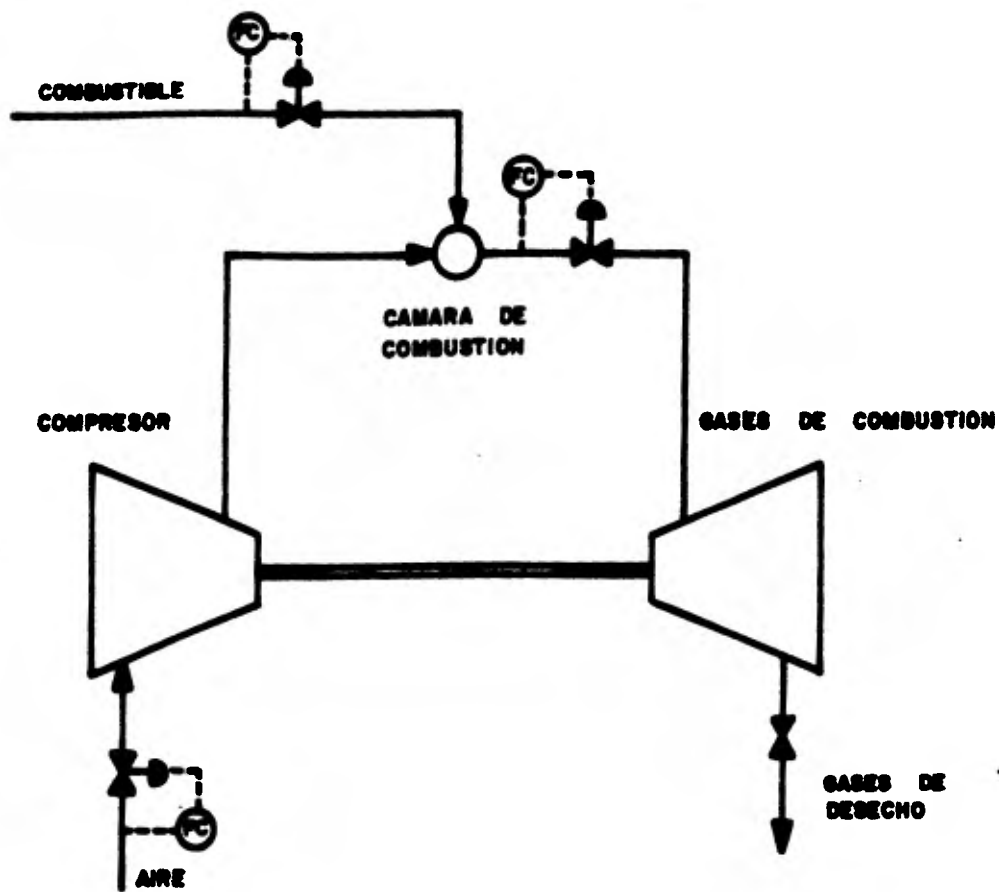 FC
COMBUSTIBLE
FC
CAMARA DE
COMBUSTION
COMPRESOR
GASES DE COMBUSTION
GASES DE
DESECHO
FC
AIRE